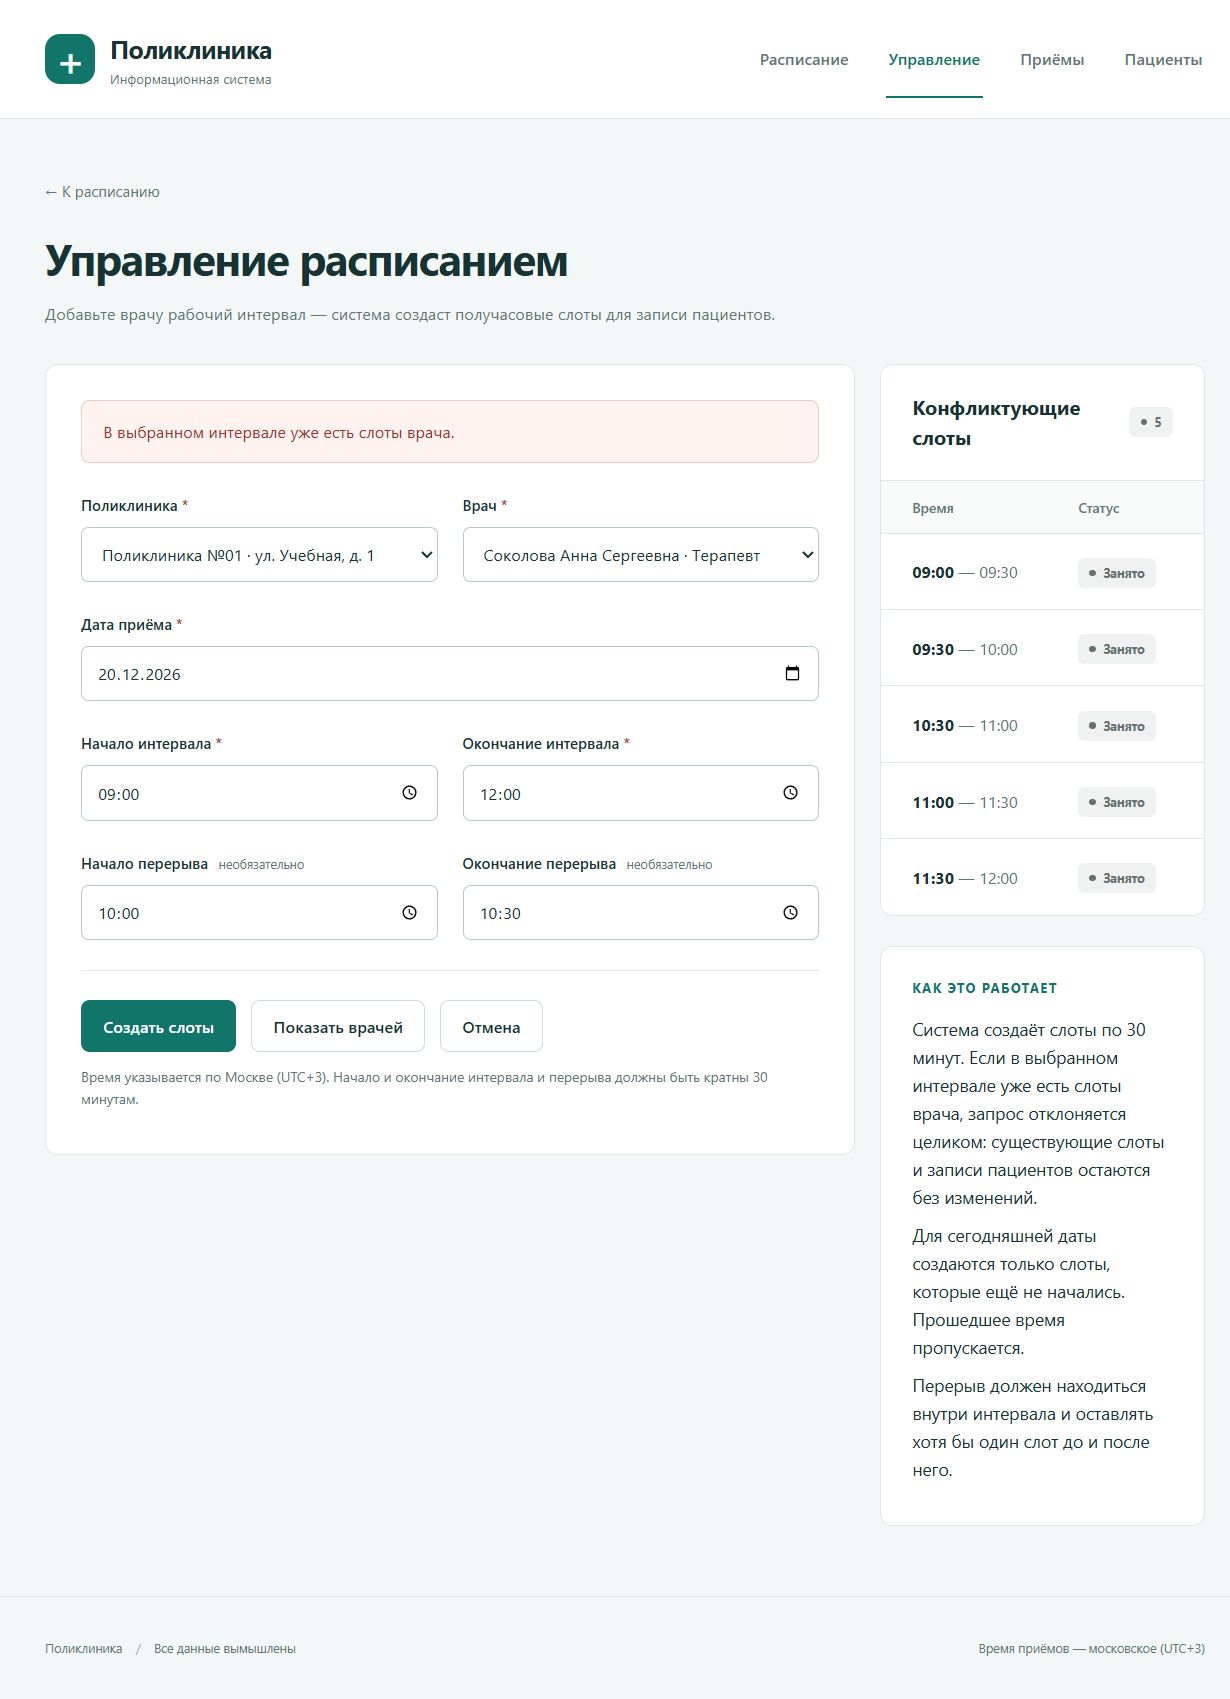 Поликлиника
Информационная система
Расписание
Управление
Приёмы
Пациенты
← К расписанию
Управление расписанием
Добавьте врачу рабочий интервал — система создаст получасовые слоты для записи пациентов.
В выбранном интервале уже есть слоты врача.
Поликлиника *
Врач *
Поликлиника №01 · ул. Учебная, д. 1
Соколова Анна Сергеевна · Терапевт
Дата приёма *
20.12.2026
Начало интервала *
Окончание интервала *
09:00
12:00
Начало перерыва необязательно
Окончание перерыва необязательно
10:00
10:30
Создать слоты
Показать врачей
Отмена
Время указывается по Москве (UTC+3). Начало и окончание интервала и перерыва должны быть кратны 30
минутам.
Конфликтующие
слоты
5
Время
Статус
09:00 — 09:30
Занято
09:30 — 10:00
Занято
10:30 — 11:00
Занято
11:00 — 11:30
Занято
11:30 — 12:00
Занято
КАК ЭТО РАБОТАЕТ
Система создаёт слоты по 30
минут. Если в выбранном
интервале уже есть слоты
врача, запрос отклоняется
целиком: существующие слоты
и записи пациентов остаются
без изменений.
Для сегодняшней даты
создаются только слоты,
которые ещё не начались.
Прошедшее время
пропускается.
Перерыв должен находиться
внутри интервала и оставлять
хотя бы один слот до и после
него.
Поликлиника / Все данные вымышлены
Время приёмов — московское (UTC+3)